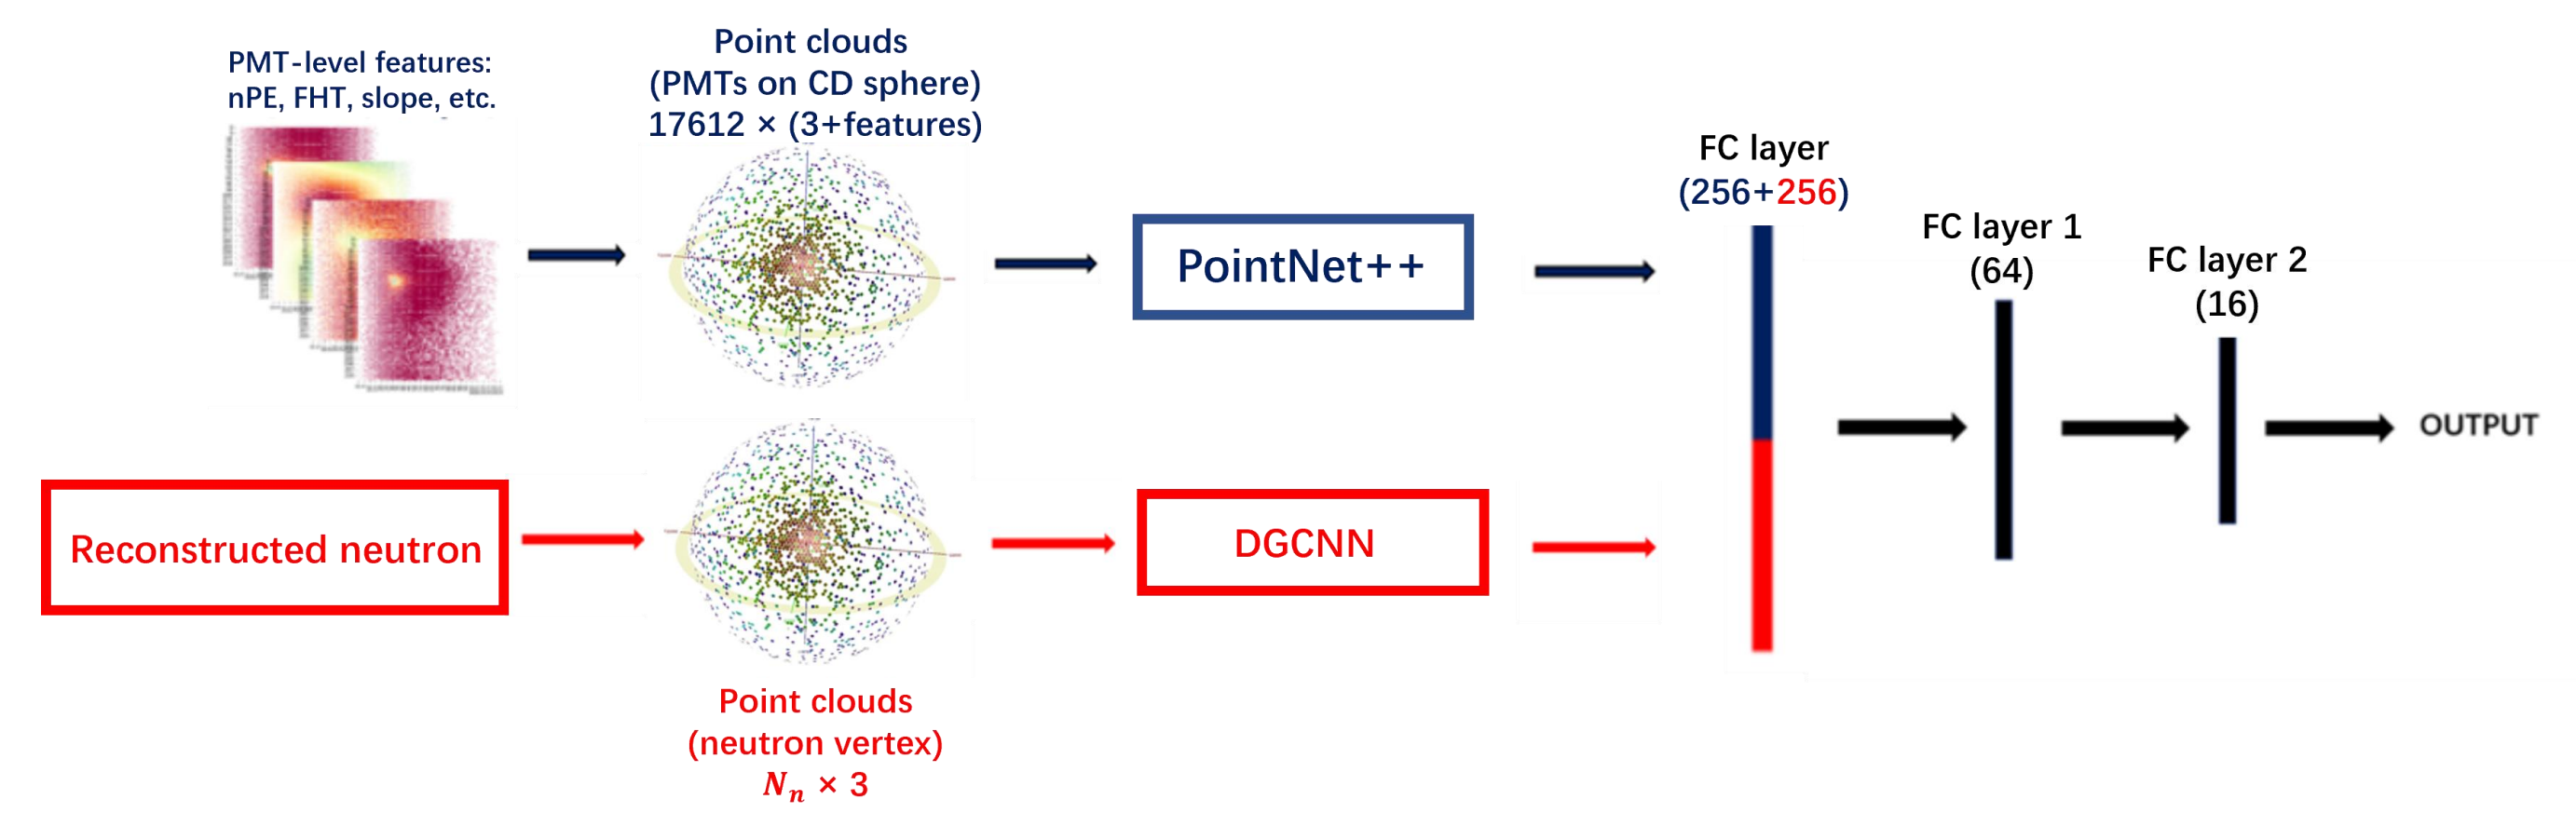 PMT-level features:
nPE, FHT, slope, etc.
Point clouds
(PMTs on CD sphere)
17612 × (3+features)
PointNet++
FC layer
(256+256)
FC layer 1
(64)
FC layer 2
(16)
OUTPUT
Reconstructed neutron
DGCNN
Point clouds
(neutron vertex)
Nₙ × 3